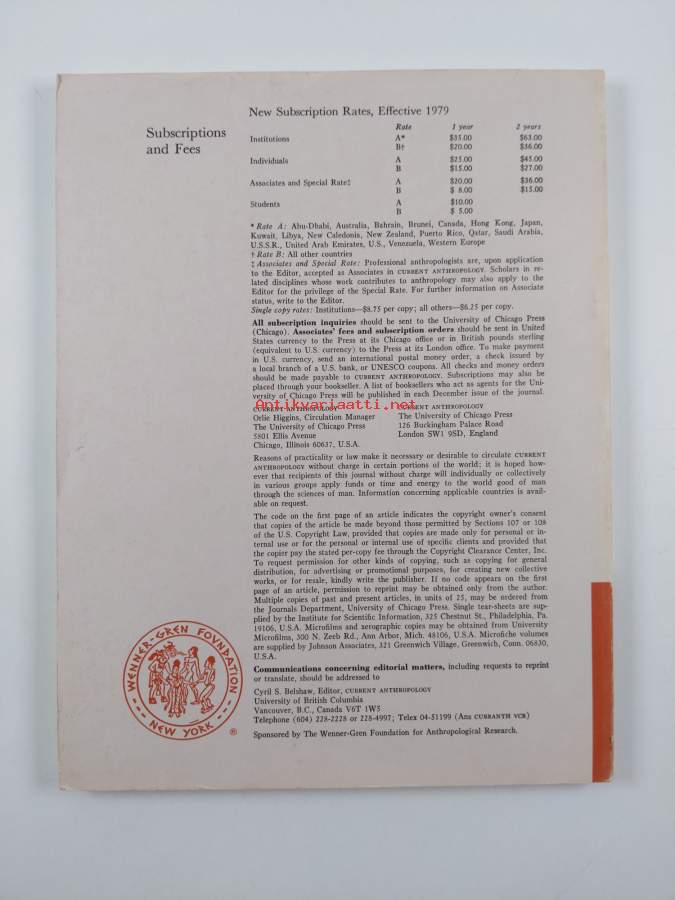 New Subscription Rates, Effective 1979
Subscriptions
and Fees
Rate 1 year 2 years
Institutions A* $35.00 $63.00
B† $20.00 $36.00
Individuals A $25.00 $45.00
B $15.00 $27.00
Associates and Special Rate‡ A $20.00 $36.00
B $ 8.00 $15.00
Students A $10.00
B $ 5.00
* Rate A: Abu-Dhabi, Australia, Bahrain, Brunei, Canada, Hong Kong, Japan,
Kuwait, Libya, New Caledonia, New Zealand, Puerto Rico, Qatar, Saudi Arabia,
U.S.S.R., United Arab Emirates, U.S., Venezuela, Western Europe
† Rate B: All other countries
‡ Associates and Special Rate: Professional anthropologists are, upon application
to the Editor, accepted as Associates in CURRENT ANTHROPOLOGY. Scholars in re-
lated disciplines whose work contributes to anthropology may also apply to the
Editor for the privilege of the Special Rate. For further information on Associate
status, write to the Editor.
Single copy rates: Institutions—$8.75 per copy; all others—$6.25 per copy.
All subscription inquiries should be sent to the University of Chicago Press
(Chicago). Associates' fees and subscription orders should be sent in United
States currency to the Press at its Chicago office or in British pounds sterling
(equivalent to U.S. currency) to the Press at its London office. To make payment
in U.S. currency, send an international postal money order, a check issued by
a local branch of a U.S. bank, or UNESCO coupons. All checks and money orders
should be made payable to CURRENT ANTHROPOLOGY. Subscriptions may also be
placed through your bookseller. A list of booksellers who act as agents for the Uni-
versity of Chicago Press will be published in each December issue of the journal.
Antikvariaatti.net
CURRENT ANTHROPOLOGY
Orlie Higgins, Circulation Manager
The University of Chicago Press
5801 Ellis Avenue
Chicago, Illinois 60637, U.S.A.
CURRENT ANTHROPOLOGY
The University of Chicago Press
126 Buckingham Palace Road
London SW1 9SD, England
Reasons of practicality or law make it necessary or desirable to circulate CURRENT
ANTHROPOLOGY without charge in certain portions of the world; it is hoped how-
ever that recipients of this journal without charge will individually or collectively
in various groups apply funds or time and energy to the world good of man
through the sciences of man. Information concerning applicable countries is avail-
able on request.
The code on the first page of an article indicates the copyright owner's consent
that copies of the article be made beyond those permitted by Sections 107 or 108
of the U.S. Copyright Law, provided that copies are made only for personal or in-
ternal use or for the personal or internal use of specific clients and provided that
the copier pay the stated per-copy fee through the Copyright Clearance Center, Inc.
To request permission for other kinds of copying, such as copying for general
distribution, for advertising or promotional purposes, for creating new collective
works, or for resale, kindly write the publisher. If no code appears on the first
page of an article, permission to reprint may be obtained only from the author.
Multiple copies of past and present articles, in units of 25, may be ordered from
the Journals Department, University of Chicago Press. Single tear-sheets are sup-
plied by the Institute for Scientific Information, 325 Chestnut St., Philadelphia, Pa.
19106, U.S.A. Microfilms and xerographic copies may be obtained from University
Microfilms, 300 N. Zeeb Rd., Ann Arbor, Mich. 48106, U.S.A. Microfiche volumes
are supplied by Johnson Associates, 321 Greenwich Village, Greenwich, Conn. 06830,
U.S.A.
Communications concerning editorial matters, including requests to reprint
or translate, should be addressed to
Cyril S. Belshaw, Editor, CURRENT ANTHROPOLOGY
University of British Columbia
Vancouver, B.C., Canada V6T 1W5
Telephone (604) 228-2228 or 228-4997; Telex 04-51199 (Ans CURRANTH VCR)
Sponsored by The Wenner-Gren Foundation for Anthropological Research.
WENNER-GREN FOUNDATION
NEW YORK
®